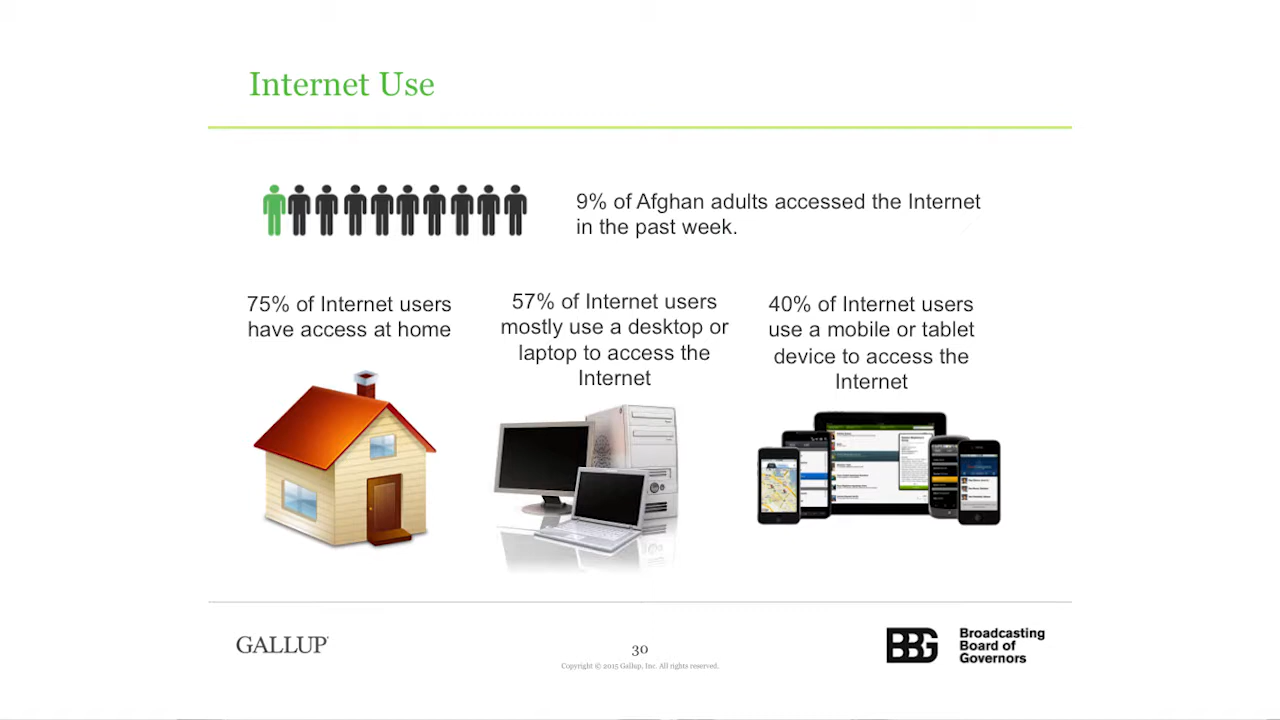 Internet Use
9% of Afghan adults accessed the Internet
in the past week.
75% of Internet users
have access at home
57% of Internet users
mostly use a desktop or
laptop to access the
Internet
40% of Internet users
use a mobile or tablet
device to access the
Internet
GALLUP
30
Copyright © 2015 Gallup, Inc. All rights reserved.
BBG
Broadcasting
Board of
Governors